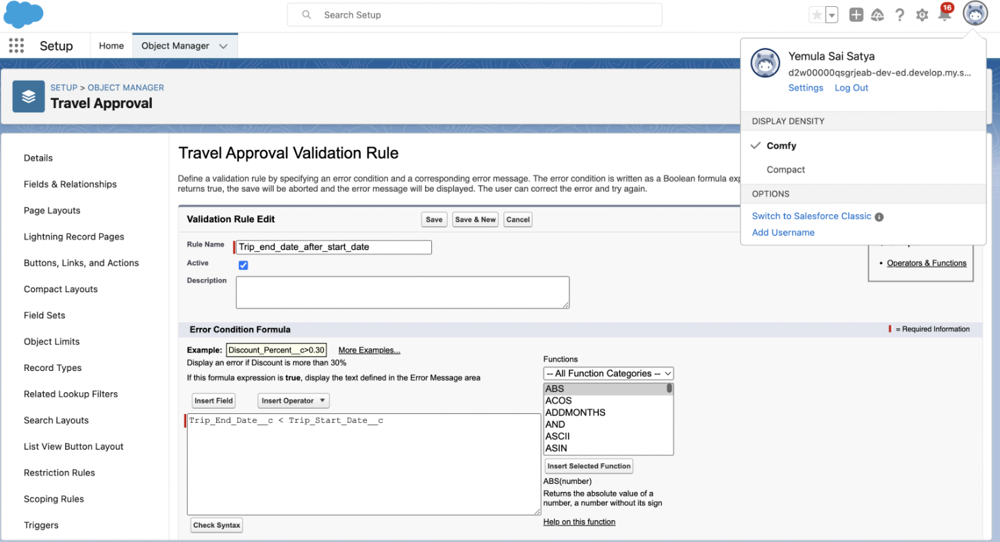 Search Setup
16
Setup
Home
Object Manager
Yemula Sai Satya
d2w00000qsgrjeab-dev-ed.develop.my.s...
Settings Log Out
DISPLAY DENSITY
Comfy
Compact
OPTIONS
Switch to Salesforce Classic
Add Username
SETUP > OBJECT MANAGER
Travel Approval
Details
Fields & Relationships
Page Layouts
Lightning Record Pages
Buttons, Links, and Actions
Compact Layouts
Field Sets
Object Limits
Record Types
Related Lookup Filters
Search Layouts
List View Button Layout
Restriction Rules
Scoping Rules
Triggers
Travel Approval Validation Rule
Define a validation rule by specifying an error condition and a corresponding error message. The error condition is written as a Boolean formula
returns true, the save will be aborted and the error message will be displayed. The user can correct the error and try again.
Validation Rule Edit
Save Save & New Cancel
Rule Name Trip_end_date_after_start_date
Active
Description
• Operators & Functions
Error Condition Formula
= Required Information
Example: Discount_Percent__c>0.30 More Examples...
Display an error if Discount is more than 30%
If this formula expression is true, display the text defined in the Error Message area
Insert Field Insert Operator
Trip_End_Date__c < Trip_Start_Date__c
Check Syntax
Functions
-- All Function Categories --
ABS
ACOS
ADDMONTHS
AND
ASCII
ASIN
Insert Selected Function
ABS(number)
Returns the absolute value of a
number, a number without its sign
Help on this function